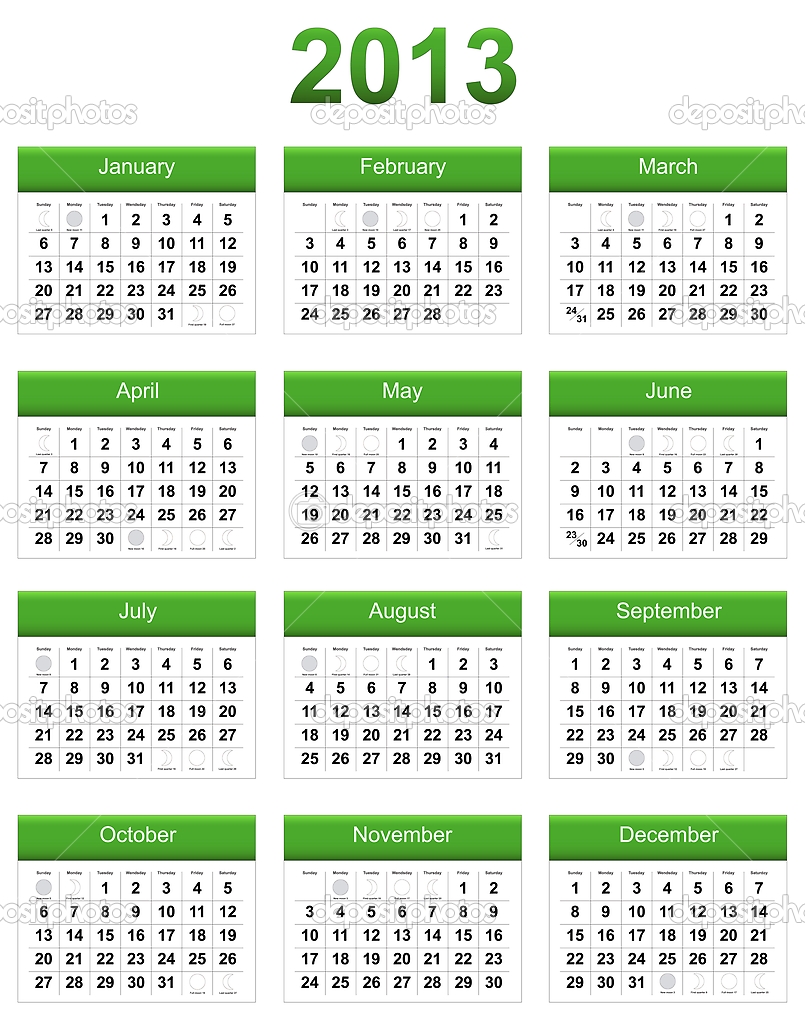 2013
depositphotos depositphotos depositphotos
January February March
Sunday Monday Tuesday Wednesday Thursday Friday Saturday Sunday Monday Tuesday Wednesday Thursday Friday Saturday Sunday Monday Tuesday Wednesday Thursday Friday Saturday
1 2 3 4 5 1 2 1 2
6 7 8 9 10 11 12 3 4 5 6 7 8 9 3 4 5 6 7 8 9
13 14 15 16 17 18 19 10 11 12 13 14 15 16 10 11 12 13 14 15 16
20 21 22 23 24 25 26 17 18 19 20 21 22 23 17 18 19 20 21 22 23
27 28 29 30 31 24 25 26 27 28 24/31 25 26 27 28 29 30
depositphotos depositphotos depositphotos
April May June
Sunday Monday Tuesday Wednesday Thursday Friday Saturday Sunday Monday Tuesday Wednesday Thursday Friday Saturday Sunday Monday Tuesday Wednesday Thursday Friday Saturday
1 2 3 4 5 6 1 2 3 4 1
7 8 9 10 11 12 13 5 6 7 8 9 10 11 2 3 4 5 6 7 8
14 15 16 17 18 19 20 12 13 14 15 16 17 18 9 10 11 12 13 14 15
21 22 23 24 25 26 27 19 20 21 22 23 24 25 16 17 18 19 20 21 22
depositphotos depositphotos depositphotos
28 29 30 26 27 28 29 30 31 23/30 24 25 26 27 28 29
July August September
Sunday Monday Tuesday Wednesday Thursday Friday Saturday Sunday Monday Tuesday Wednesday Thursday Friday Saturday Sunday Monday Tuesday Wednesday Thursday Friday Saturday
1 2 3 4 5 6 1 2 3 1 2 3 4 5 6 7
7 8 9 10 11 12 13 4 5 6 7 8 9 10 8 9 10 11 12 13 14
14 15 16 17 18 19 20 11 12 13 14 15 16 17 15 16 17 18 19 20 21
depositphotos depositphotos depositphotos
21 22 23 24 25 26 27 18 19 20 21 22 23 24 22 23 24 25 26 27 28
28 29 30 31 25 26 27 28 29 30 31 29 30
October November December
Sunday Monday Tuesday Wednesday Thursday Friday Saturday Sunday Monday Tuesday Wednesday Thursday Friday Saturday Sunday Monday Tuesday Wednesday Thursday Friday Saturday
1 2 3 4 5 1 2 1 2 3 4 5 6 7
6 7 8 9 10 11 12 3 4 5 6 7 8 9 8 9 10 11 12 13 14
depositphotos depositphotos depositphotos
13 14 15 16 17 18 19 10 11 12 13 14 15 16 15 16 17 18 19 20 21
20 21 22 23 24 25 26 17 18 19 20 21 22 23 22 23 24 25 26 27 28
27 28 29 30 31 24 25 26 27 28 29 30 29 30 31